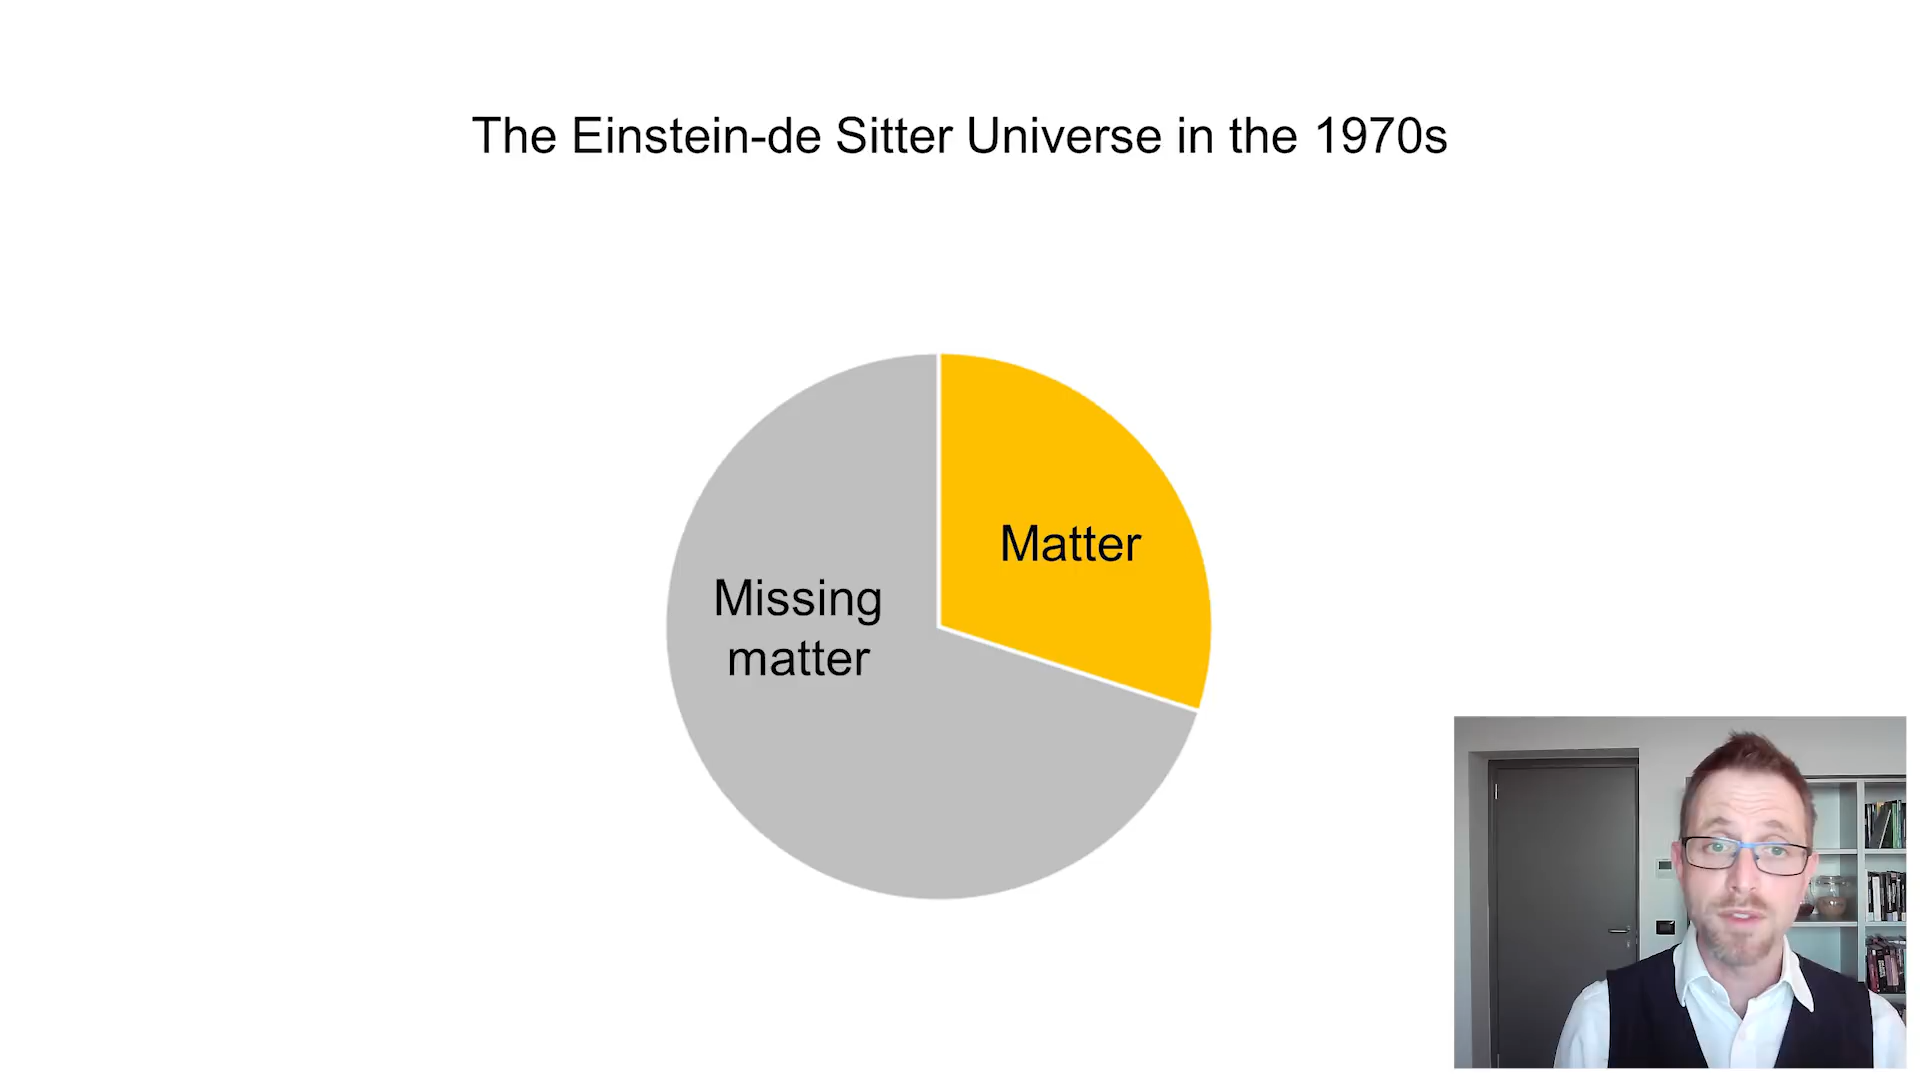 The Einstein-de Sitter Universe in the 1970s
Matter
Missing
matter